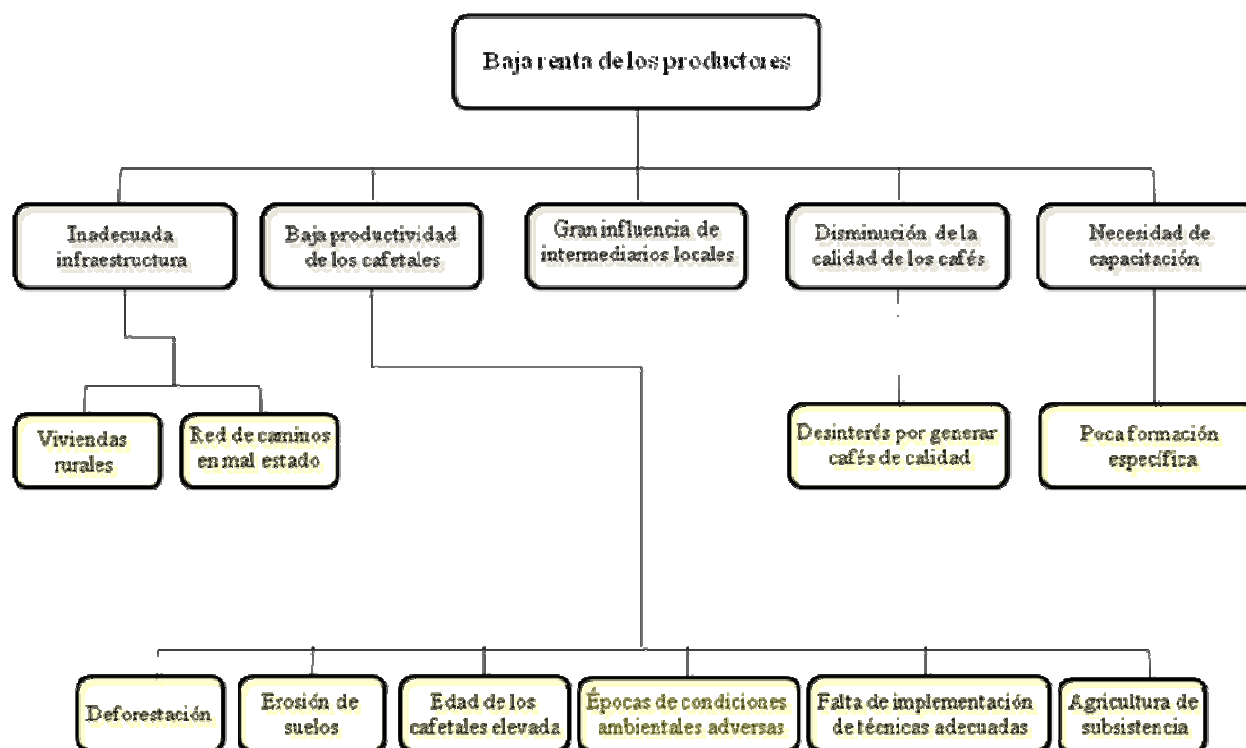 Baja renta de los productores
Inadecuada
infraestructura
Baja productividad
de los cafetales
Gran influencia de
intermediarios locales
Disminución de la
calidad de los cafés
Necesidad de
capacitación
Viviendas
rurales
Red de caminos
en mal estado
Desinterés por generar
cafés de calidad
Poca formación
específica
Deforestación
Erosión de
suelos
Edad de los
cafetales elevada
Épocas de condiciones
ambientales adversas
Falta de implementación
de técnicas adecuadas
Agricultura de
subsistencia